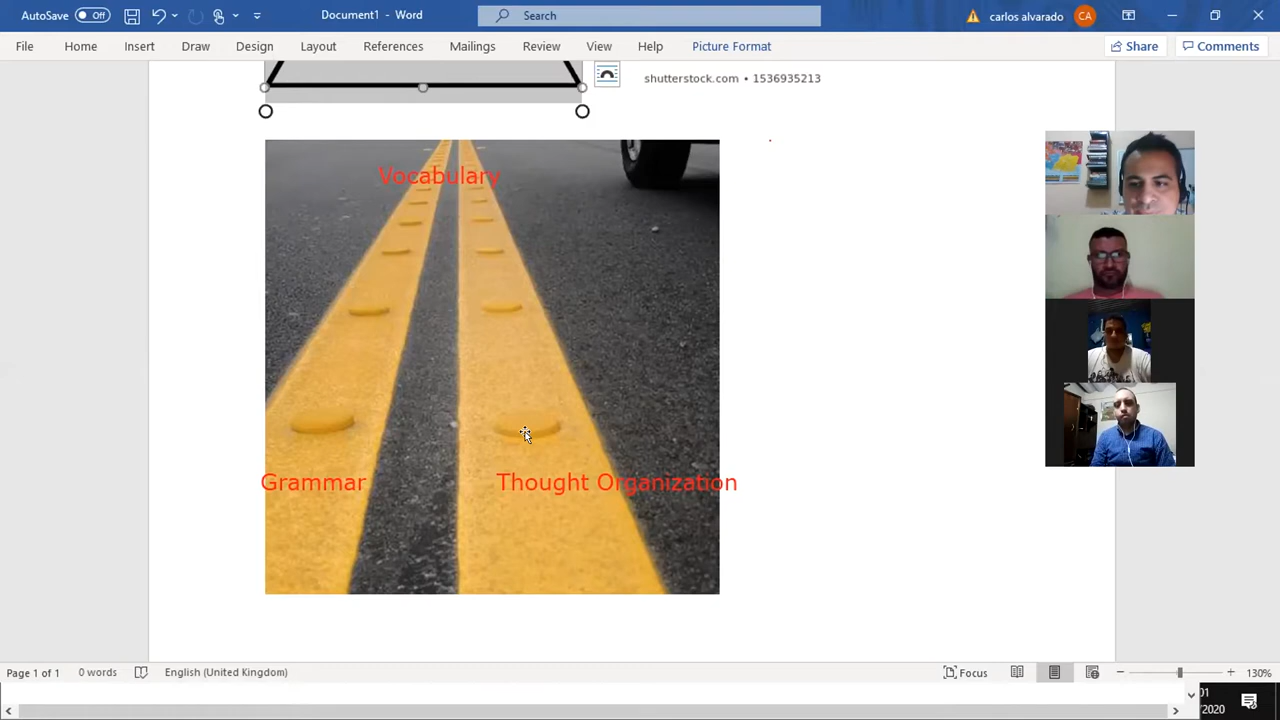 AutoSave Off Document1 - Word Search carlos alvarado CA
File Home Insert Draw Design Layout References Mailings Review View Help Picture Format Share Comments
shutterstock.com • 1536935213
Vocabulary
Grammar Thought Organization
Page 1 of 1 0 words English (United Kingdom) Focus 130%
01
/2020